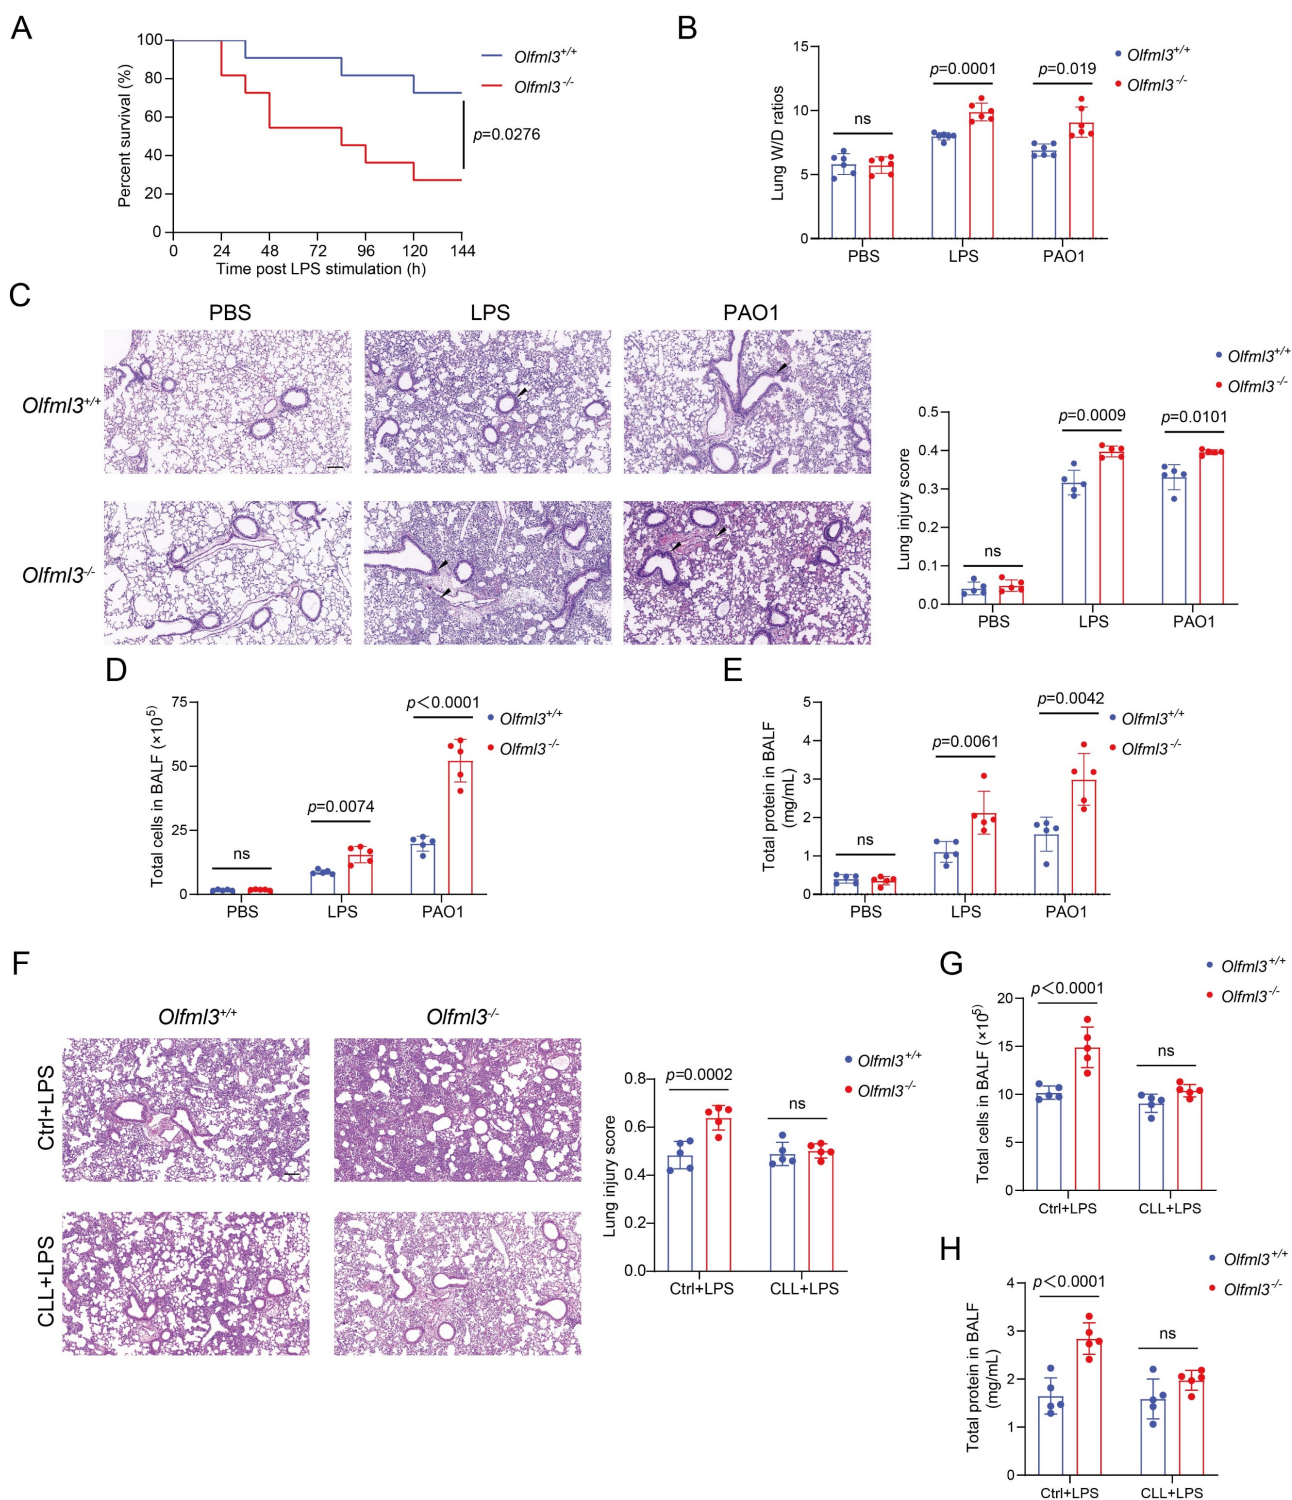 A
100
80
60
40
20
0
Percent survival (%)
0 24 48 72 96 120 144
Time post LPS stimulation (h)
Olfml3+/+
Olfml3-/-
p=0.0276
B
15
10
5
0
Lung W/D ratios
ns
p=0.0001
p=0.019
PBS LPS PAO1
Olfml3+/+
Olfml3-/-
C
PBS LPS PAO1
Olfml3+/+
Olfml3-/-
Olfml3+/+
Olfml3-/-
0.5
0.4
0.3
0.2
0.1
0.0
Lung injury score
ns
p=0.0009
p=0.0101
PBS LPS PAO1
D
75
50
25
0
Total cells in BALF (×10⁵)
ns
p=0.0074
p<0.0001
PBS LPS PAO1
Olfml3+/+
Olfml3-/-
E
5
4
3
2
1
0
Total protein in BALF
(mg/mL)
ns
p=0.0061
p=0.0042
PBS LPS PAO1
Olfml3+/+
Olfml3-/-
F
Olfml3+/+ Olfml3-/-
Ctrl+LPS
CLL+LPS
0.8
0.6
0.4
0.2
0.0
Lung injury score
p=0.0002
ns
Ctrl+LPS CLL+LPS
Olfml3+/+
Olfml3-/-
G
20
15
10
5
0
Total cells in BALF (×10⁵)
p<0.0001
ns
Ctrl+LPS CLL+LPS
Olfml3+/+
Olfml3-/-
H
4
3
2
1
0
Total protein in BALF
(mg/mL)
p<0.0001
ns
Ctrl+LPS CLL+LPS
Olfml3+/+
Olfml3-/-